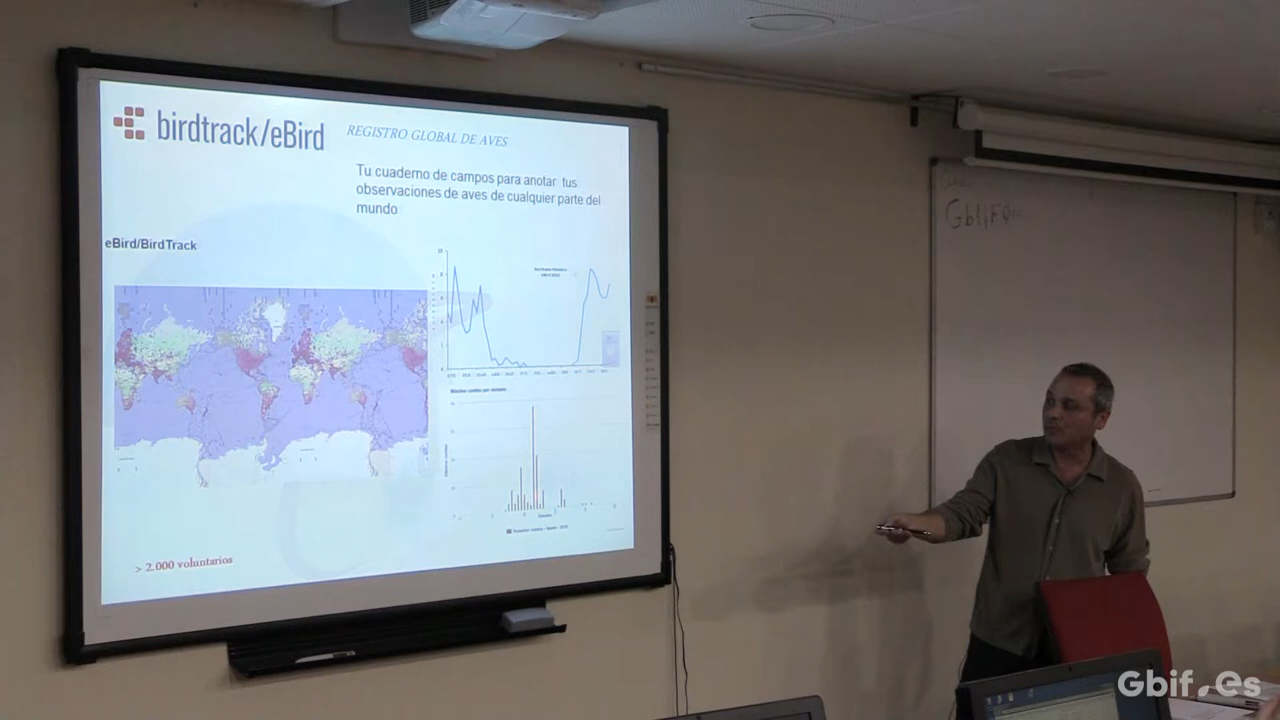 birdtrack/eBird
REGISTRO GLOBAL DE AVES
Tu cuaderno de campos para anotar tus
observaciones de aves de cualquier parte del
mundo
eBird/BirdTrack
> 2.000 voluntarios
Gbif.es